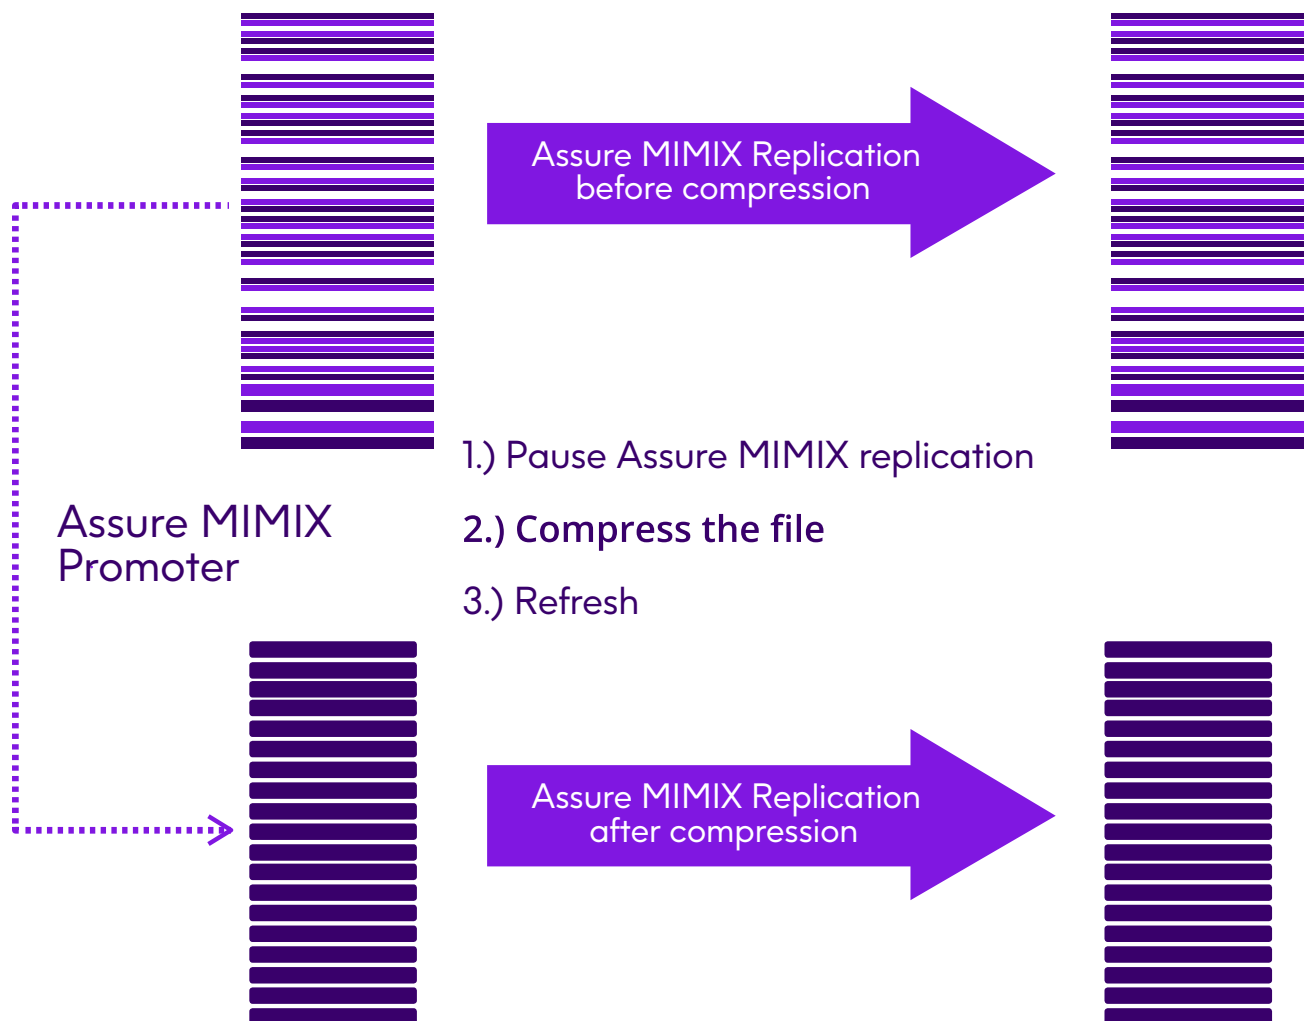 Assure MIMIX Replication
before compression
1.) Pause Assure MIMIX replication
Assure MIMIX
Promoter
2.) Compress the file
3.) Refresh
Assure MIMIX Replication
after compression